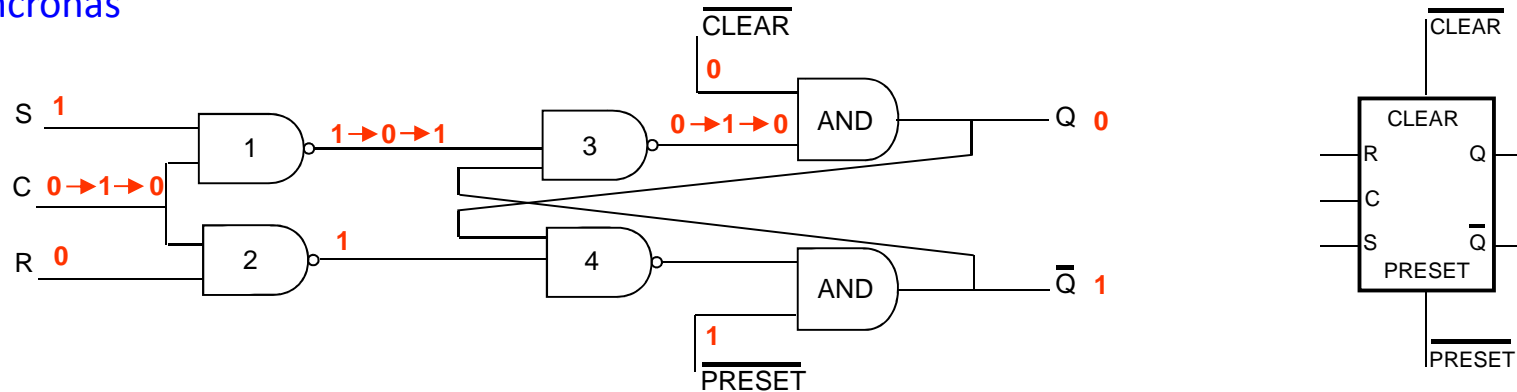 ncronas
CLEAR
0
S 1
1
1→0→1
3
0→1→0
AND
Q 0
C 0→1→0
R 0
2
1
4
AND
Q 1
1
PRESET
CLEAR
CLEAR
R Q
C
S Q
PRESET
PRESET